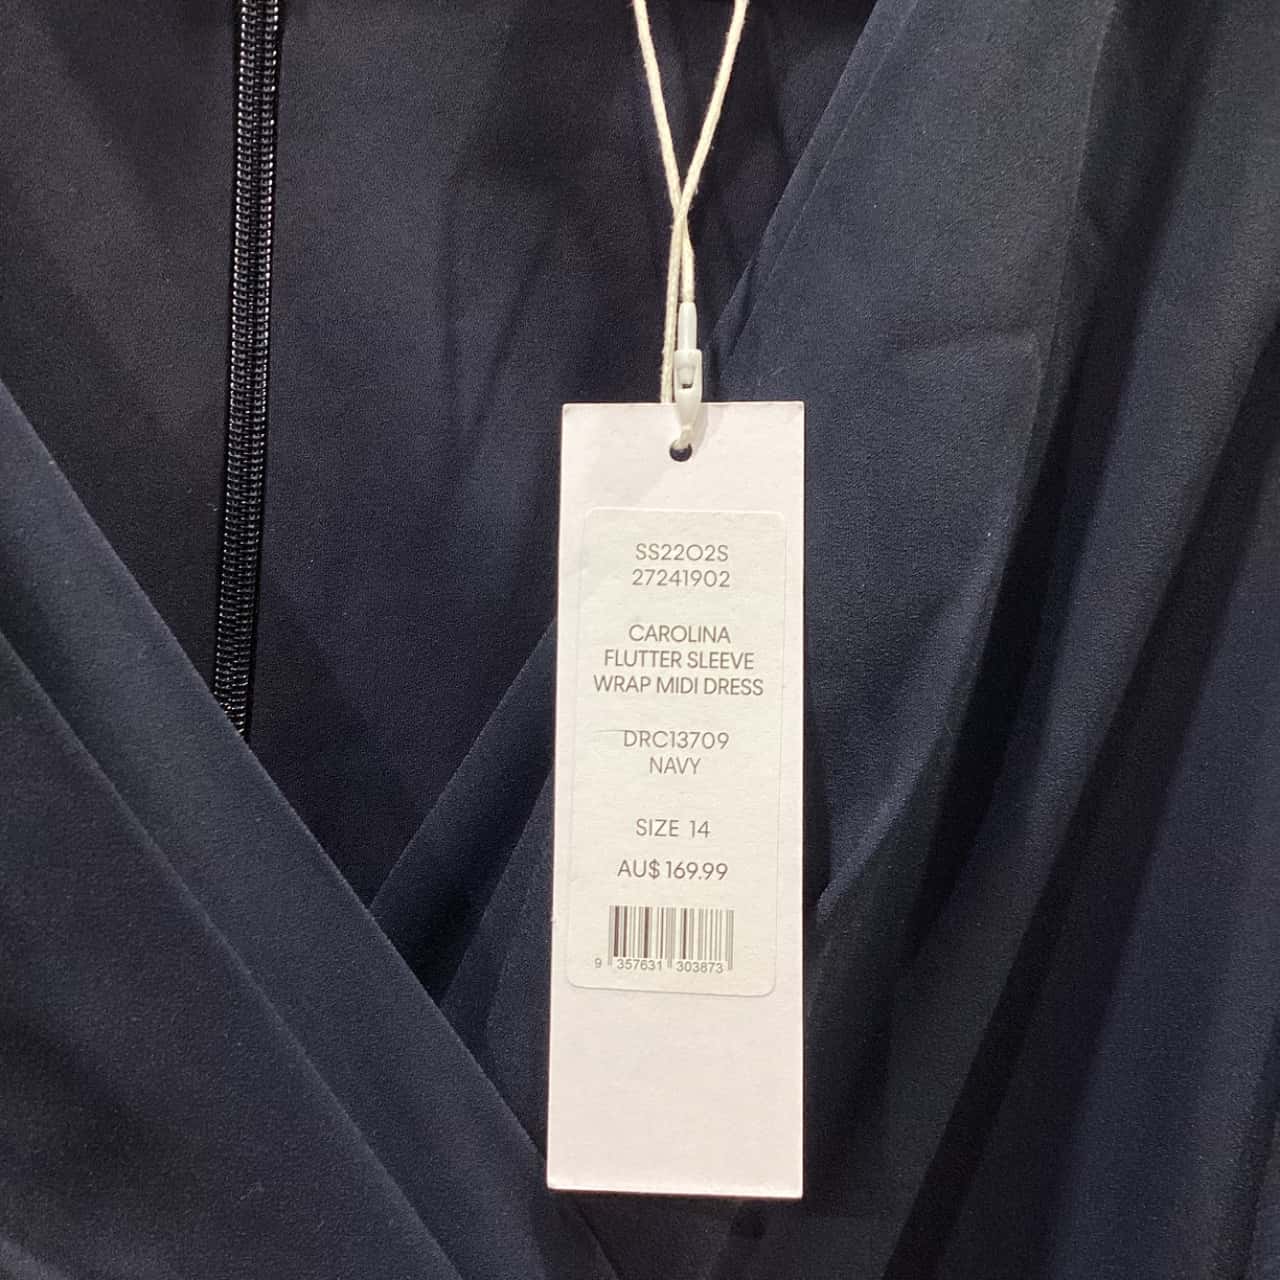 SS22O2S
27241902
CAROLINA
FLUTTER SLEEVE
WRAP MIDI DRESS
DRC13709
NAVY
SIZE 14
AU$ 169.99
9 357631 303873